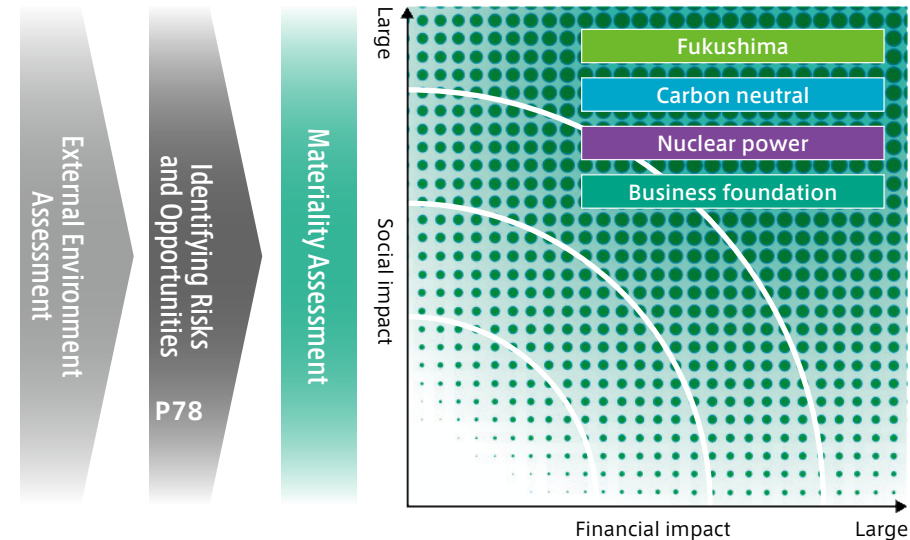 External Environment
Assessment
Identifying Risks
and Opportunities
P78
Materiality Assessment
Large
Social impact
Fukushima
Carbon neutral
Nuclear power
Business foundation
Financial impact
Large